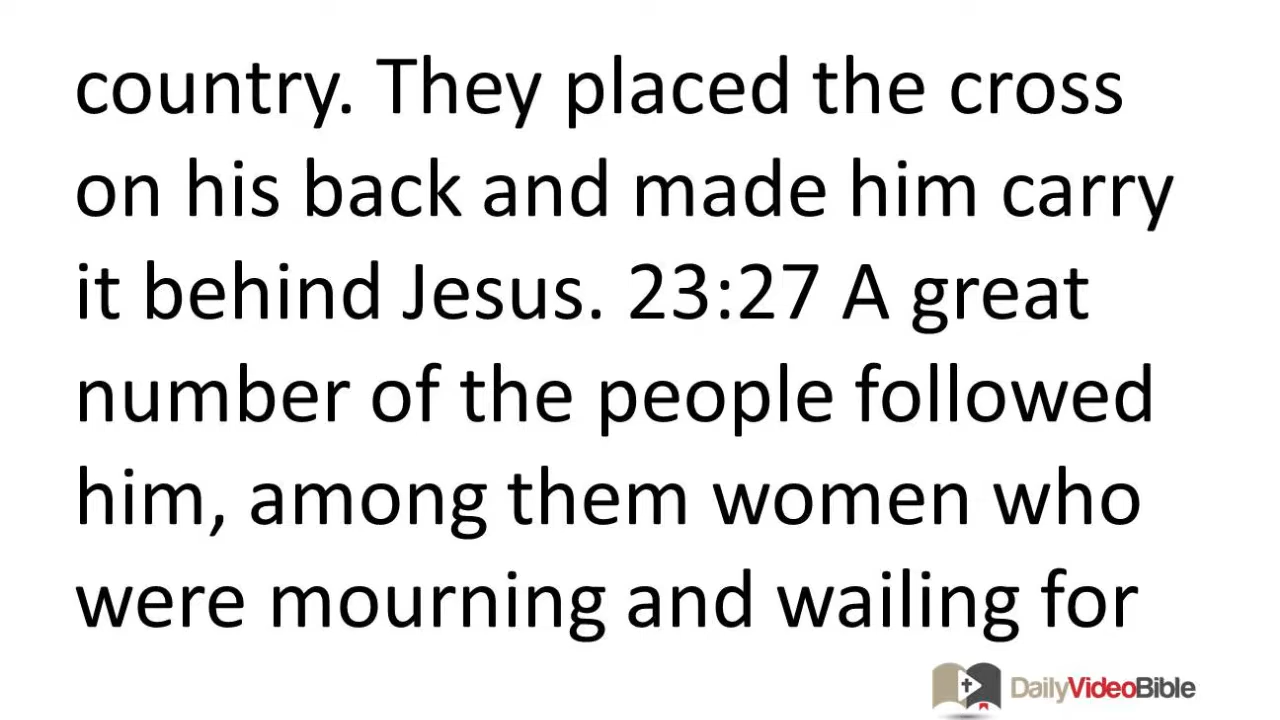 country. They placed the cross
on his back and made him carry
it behind Jesus. 23:27 A great
number of the people followed
him, among them women who
were mourning and wailing for
DailyVideoBible